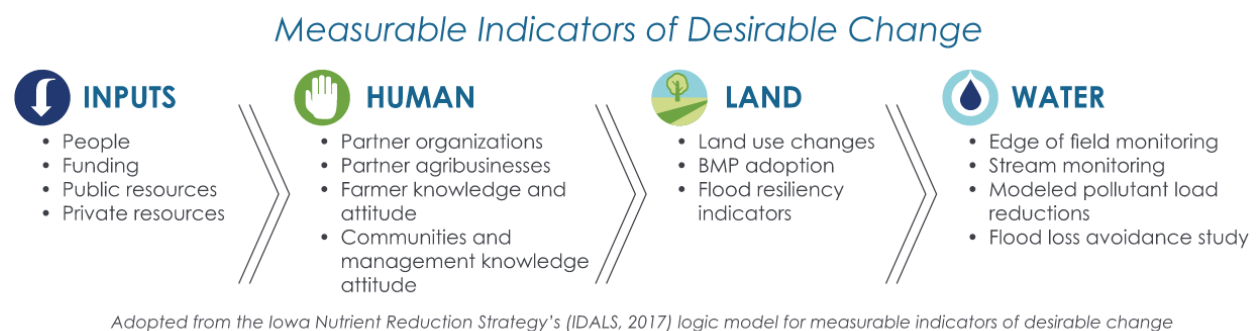 Measurable Indicators of Desirable Change
INPUTS
• People
• Funding
• Public resources
• Private resources
HUMAN
• Partner organizations
• Partner agribusinesses
• Farmer knowledge and
attitude
• Communities and
management knowledge
attitude
LAND
• Land use changes
• BMP adoption
• Flood resiliency
indicators
WATER
• Edge of field monitoring
• Stream monitoring
• Modeled pollutant load
reductions
• Flood loss avoidance study
Adopted from the Iowa Nutrient Reduction Strategy's (IDALS, 2017) logic model for measurable indicators of desirable change